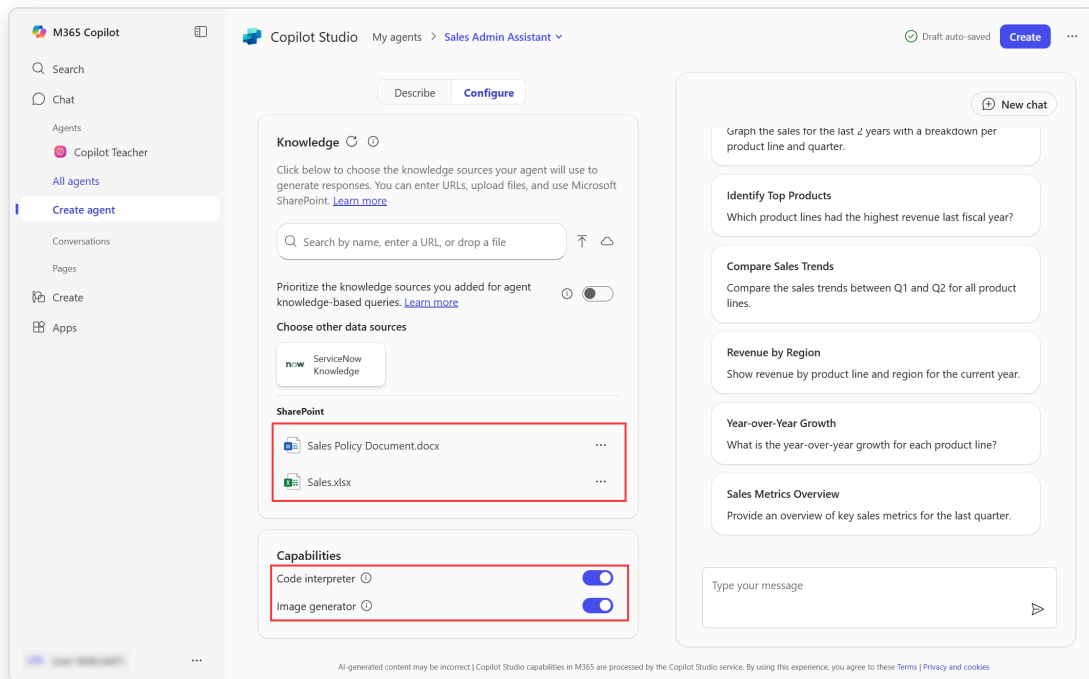 M365 Copilot
Search
Chat
Agents
Copilot Teacher
All agents
Create agent
Conversations
Pages
Create
Apps
Copilot Studio My agents > Sales Admin Assistant
Draft auto-saved
Create
Describe
Configure
Knowledge
Click below to choose the knowledge sources your agent will use to
generate responses. You can enter URLs, upload files, and use Microsoft
SharePoint. Learn more
Search by name, enter a URL, or drop a file
Prioritize the knowledge sources you added for agent
knowledge-based queries. Learn more
Choose other data sources
now
ServiceNow
Knowledge
SharePoint
Sales Policy Document.docx
Sales.xlsx
Capabilities
Code interpreter
Image generator
New chat
Graph the sales for the last 2 years with a breakdown per
product line and quarter.
Identify Top Products
Which product lines had the highest revenue last fiscal year?
Compare Sales Trends
Compare the sales trends between Q1 and Q2 for all product
lines.
Revenue by Region
Show revenue by product line and region for the current year.
Year-over-Year Growth
What is the year-over-year growth for each product line?
Sales Metrics Overview
Provide an overview of key sales metrics for the last quarter.
Type your message
AI-generated content may be incorrect | Copilot Studio capabilities in M365 are processed by the Copilot Studio service. By using this experience, you agree to these Terms | Privacy and cookies